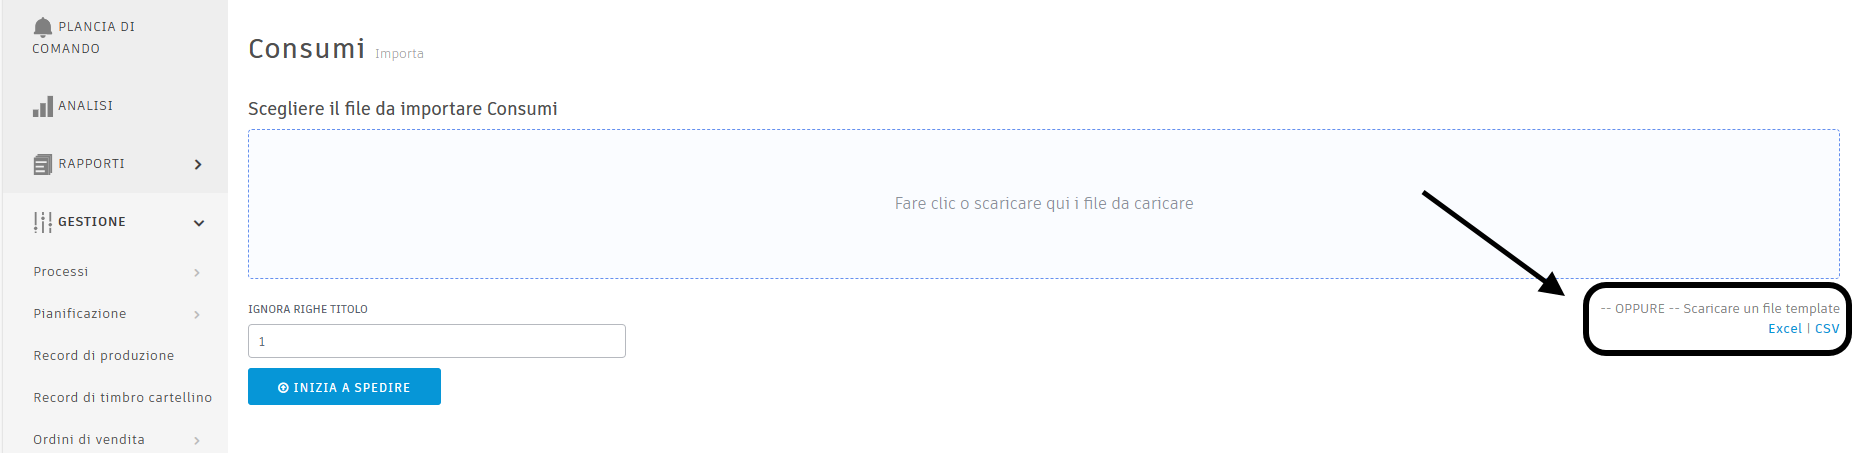 PLANCIA DI
COMANDO
ANALISI
RAPPORTI
GESTIONE
Processi
Pianificazione
Record di produzione
Record di timbro cartellino
Ordini di vendita
Consumi Importa
Scegliere il file da importare Consumi
Fare clic o scaricare qui i file da caricare
IGNORA RIGHE TITOLO
1
INIZIA A SPEDIRE
-- OPPURE -- Scaricare un file template
Excel | CSV